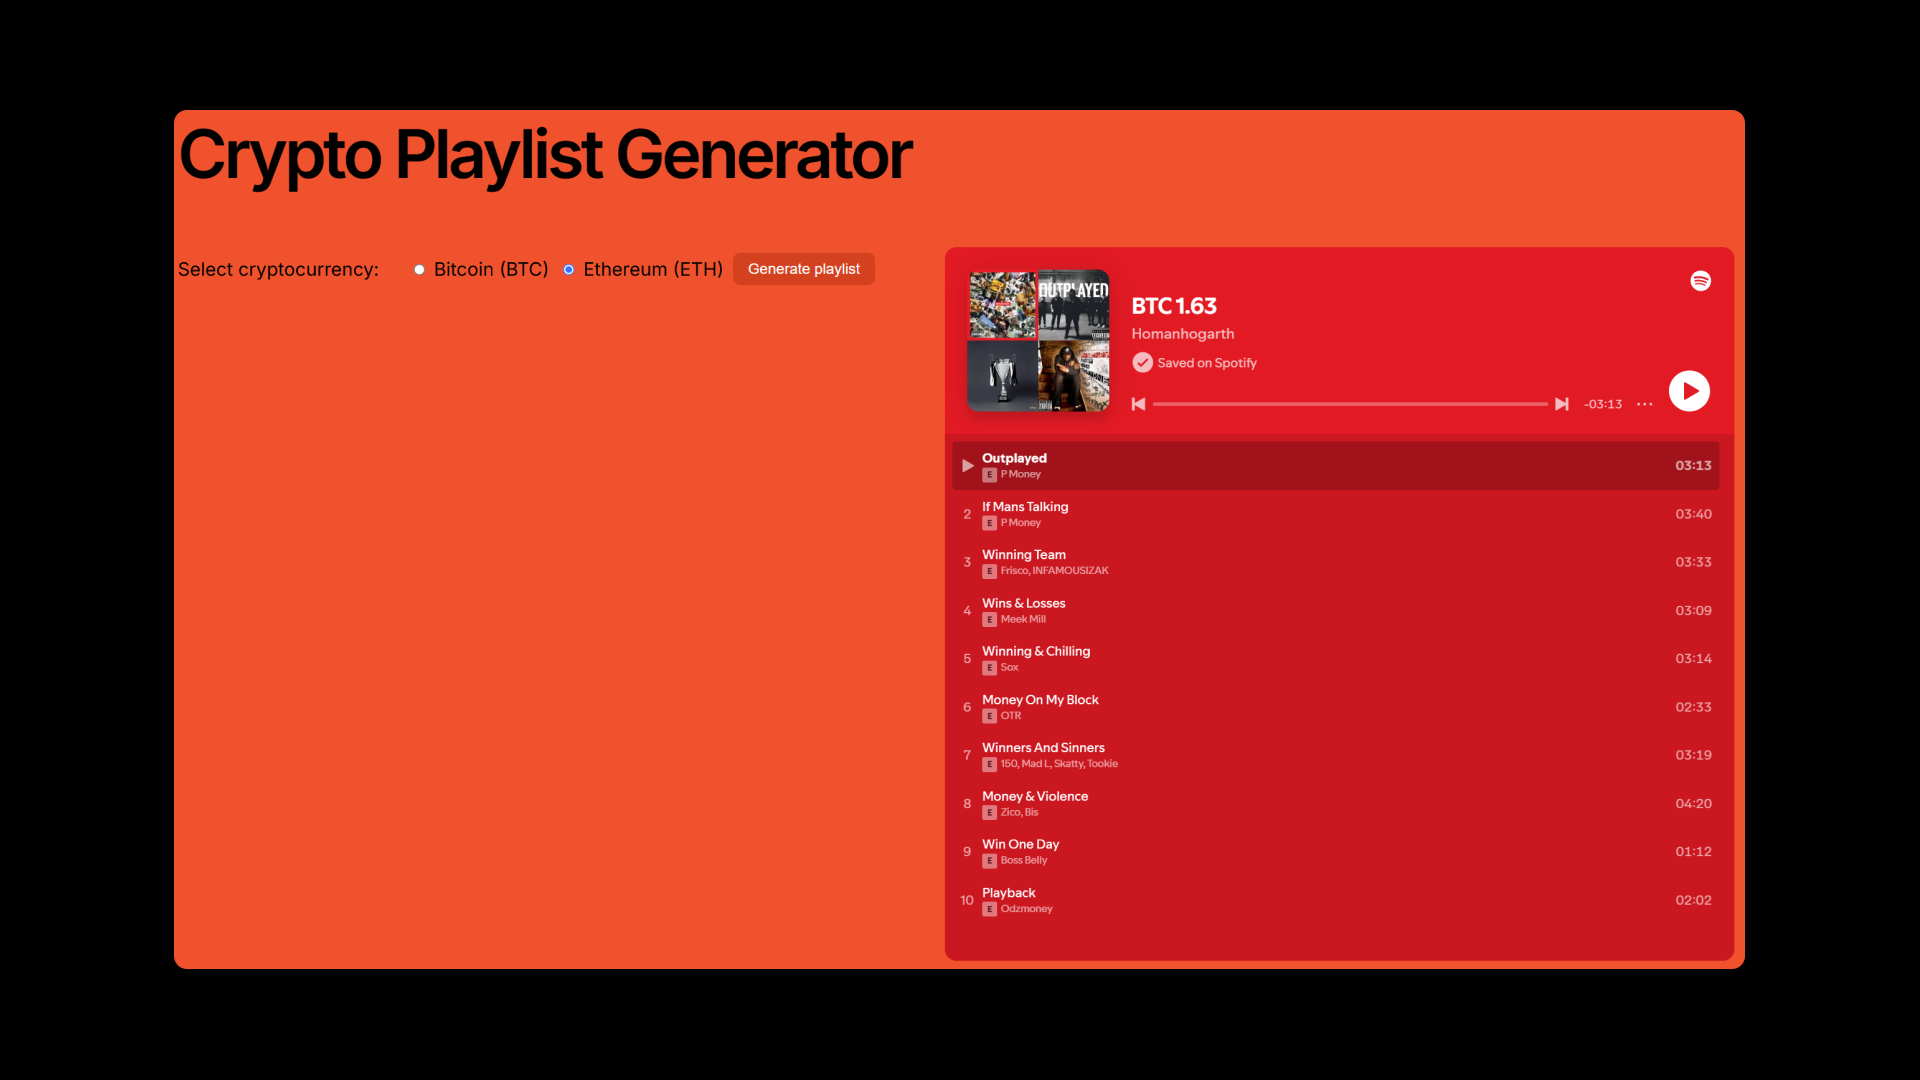 Crypto Playlist Generator
Select cryptocurrency: Bitcoin (BTC) Ethereum (ETH) Generate playlist
OUTPLAYED
BTC 1.63
Homanhogarth
Saved on Spotify
-03:13
Outplayed
E P Money
03:13
2 If Mans Talking
E P Money
03:40
3 Winning Team
E Frisco, INFAMOUSIZAK
03:33
4 Wins & Losses
E Meek Mill
03:09
5 Winning & Chilling
E Sox
03:14
6 Money On My Block
E OTR
02:33
7 Winners And Sinners
E 150, Mad L, Skatty, Tookie
03:19
8 Money & Violence
E Zico, Bis
04:20
9 Win One Day
E Boss Belly
01:12
10 Playback
E Odzmoney
02:02